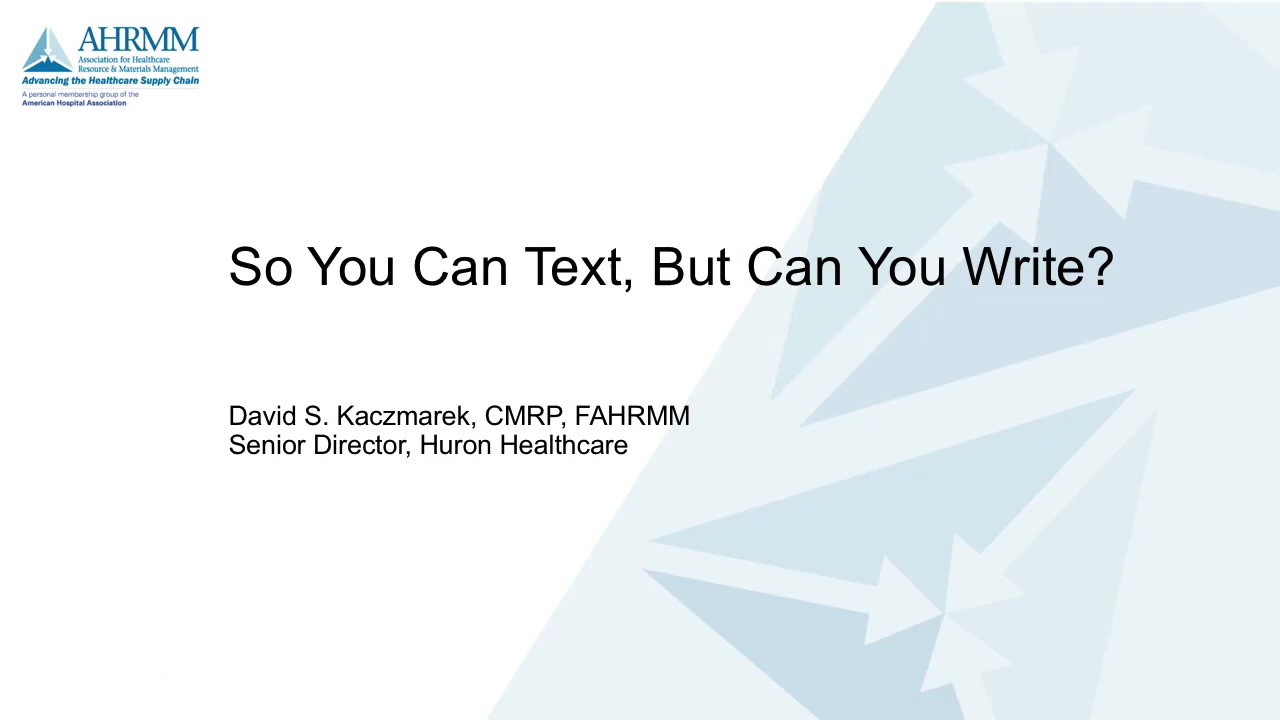 AHRMM
Association for Healthcare
Resource & Materials Management
Advancing the Healthcare Supply Chain
A personal membership group of the
American Hospital Association
So You Can Text, But Can You Write?
David S. Kaczmarek, CMRP, FAHRMM
Senior Director, Huron Healthcare